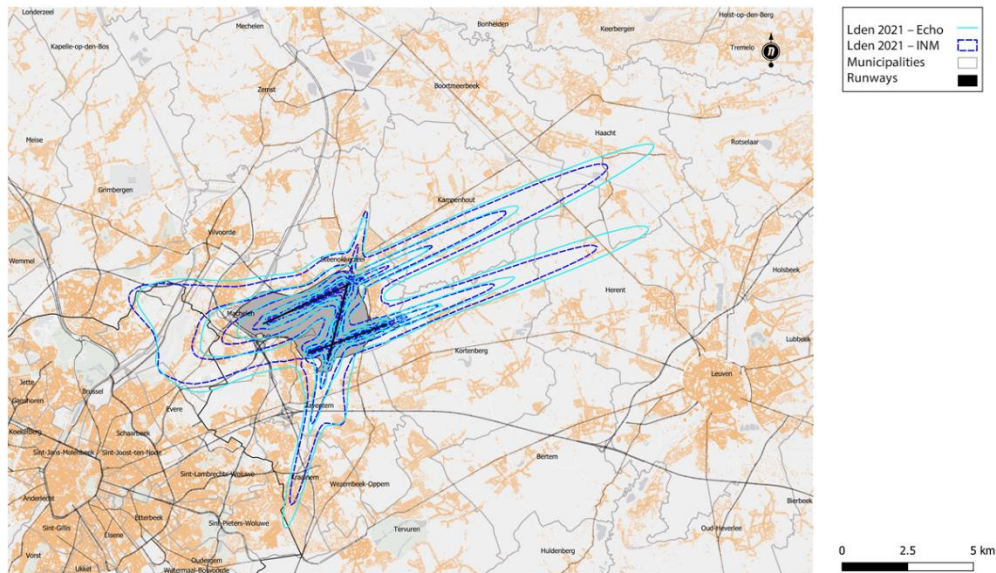 Londerzeel
Mechelen
Bonheiden
Heist-op-den-Berg
Kapelle-op-den-Bos
Keerbergen
Tremelo
n
Zemst
Boortmeerbeek
Haacht
Meise
Rotselaar
Grimbergen
Kampenhout
Vilvoorde
Wemmel
Steenokkerzeel
Holsbeek
Machelen
Herent
Lubbeek
Kortenberg
Leuven
Jette
Brussel
Ganshoren
Evere
Zaventem
Koekelberg
Schaarbeek
Sint-Jans-Molenbeek
Sint-Joost-ten-Node
Bertem
Sint-Lambrechts-Woluwe
Kraainem
Wezembeek-Oppem
Anderlecht
Bierbeek
Etterbeek
Sint-Gillis
Sint-Pieters-Woluwe
Tervuren
Oud-Heverlee
Elsene
Vorst
Oudergem
Huldenberg
Ukkel
Watermaal-Bosvoorde
Lden 2021 – Echo
Lden 2021 – INM
Municipalities
Runways
0 2.5 5 km